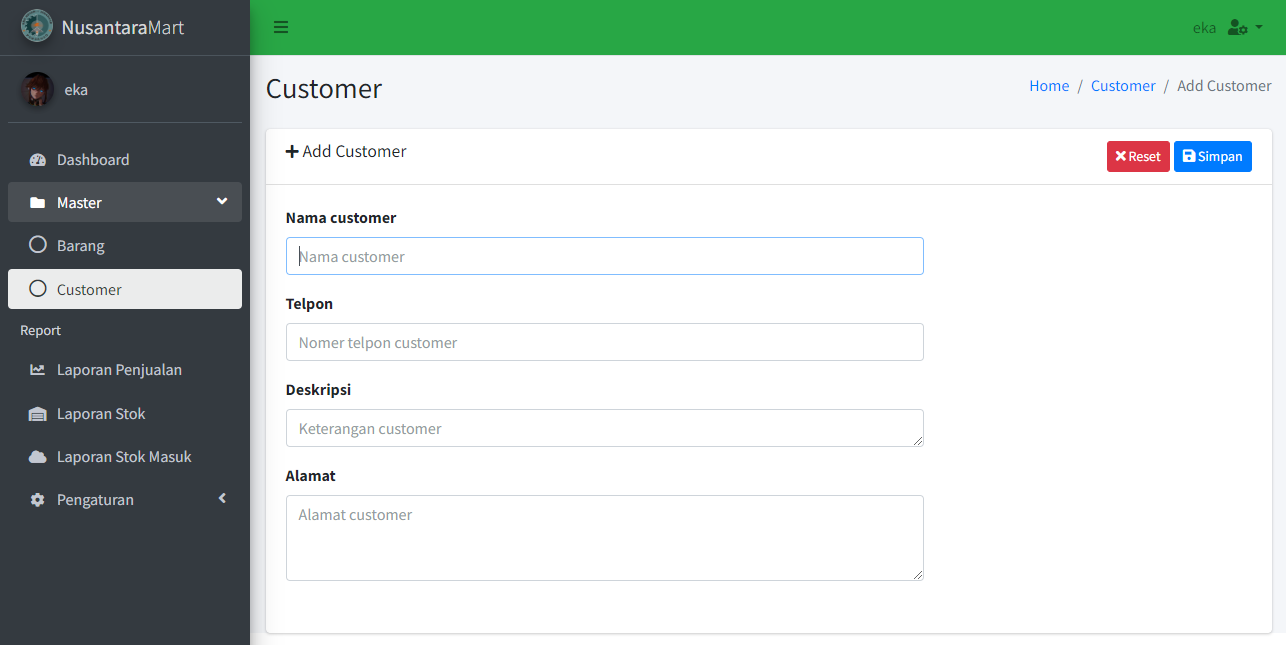 NusantaraMart
eka
eka
Dashboard
Master
Barang
Customer
Report
Laporan Penjualan
Laporan Stok
Laporan Stok Masuk
Pengaturan
Customer
Home / Customer / Add Customer
Add Customer
Reset
Simpan
Nama customer
Nama customer
Telpon
Nomer telpon customer
Deskripsi
Keterangan customer
Alamat
Alamat customer